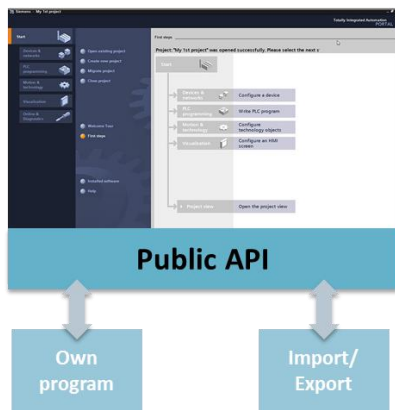 Siemens - My 1st project
Totally Integrated Automation
PORTAL
Start
Devices &
networks
PLC
programming
Motion &
technology
Visualization
Online &
Diagnostics
Open existing project
Create new project
Migrate project
Close project
Welcome Tour
First steps
Installed software
Help
First steps
Project: "My 1st project" was opened successfully. Please select the next s
Start
Devices &
networks
Configure a device
PLC
programming
Write PLC program
Motion &
technology
Configure
technology objects
Visualization
Configure an HMI
screen
Project view
Open the project view
Public API
Own
program
Import/
Export